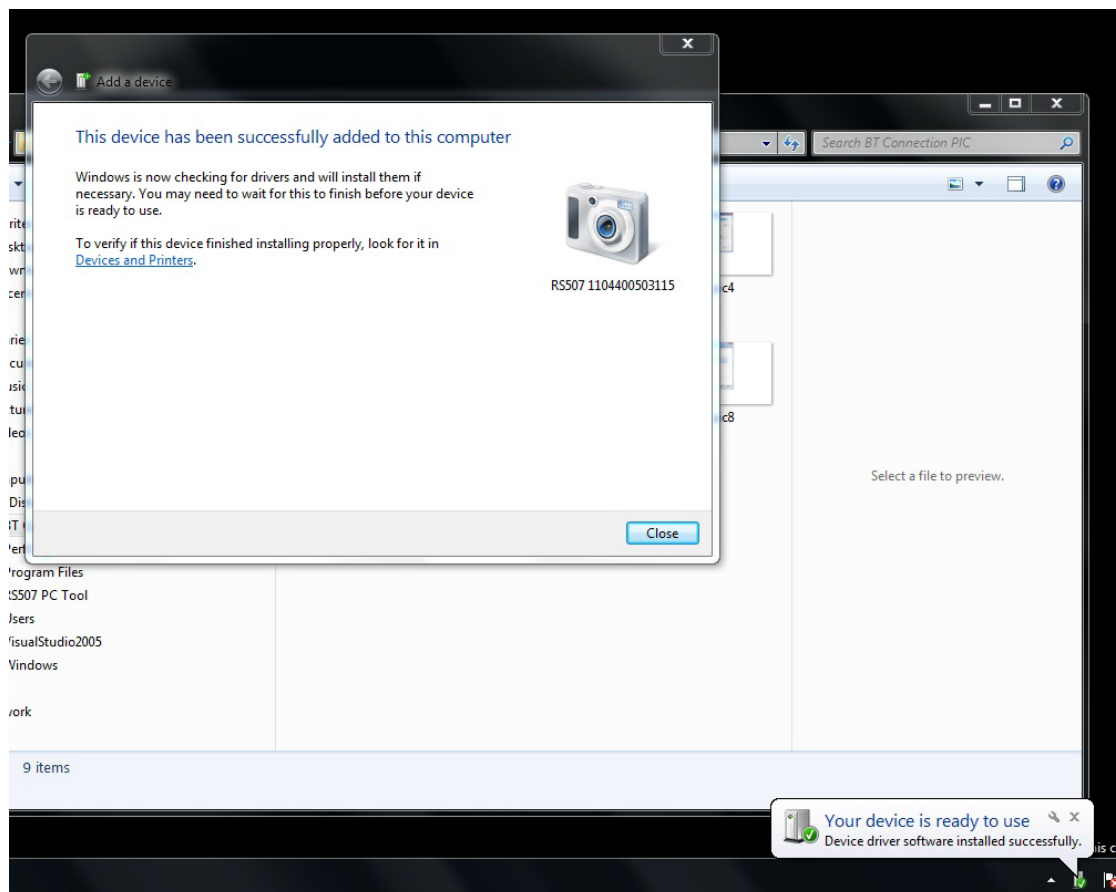 Add a device
This device has been successfully added to this computer
Windows is now checking for drivers and will install them if
necessary. You may need to wait for this to finish before your device
is ready to use.
To verify if this device finished installing properly, look for it in
Devices and Printers.
RS507 1104400503115
Close
Search BT Connection PIC
Select a file to preview.
Program Files
RS507 PC Tool
Users
VisualStudio2005
Windows
9 items
Your device is ready to use
Device driver software installed successfully.